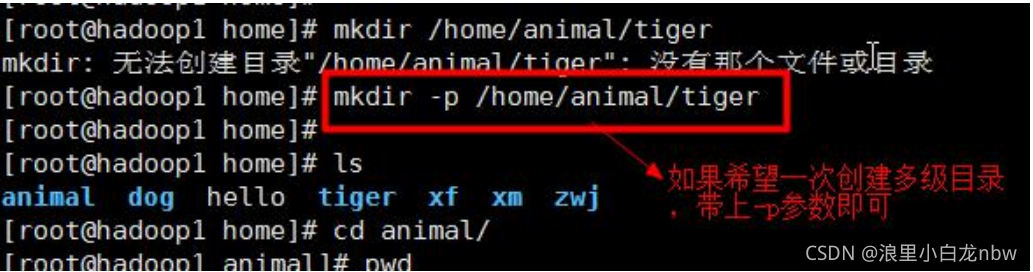 [root@hadoop1 home]# mkdir /home/animal/tiger
mkdir: 无法创建目录"/home/animal/tiger": 没有那个文件或目录
[root@hadoop1 home]# mkdir -p /home/animal/tiger
[root@hadoop1 home]#
[root@hadoop1 home]# ls
animal dog hello tiger xf xm zwj
如果希望一次创建多级目录
，带上-p参数即可
[root@hadoop1 home]# cd animal/
[root@hadoop1 animal]# pwd
CSDN @浪里小白龙nbw